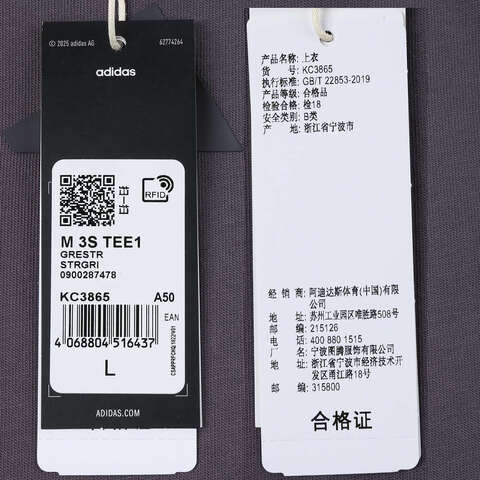 © 2025 adidas AG
62774264
adidas
RFID
M 3S TEE1
GRESTR
STRGRI
0900287478
KC3865
A50
EAN
4 068804 516437
L
ADIDAS.COM
合格证
产品名称: 上衣
货 号: KC3865
执行标准: GB/T 22853-2019
产品等级: 合格品
检验合格: 检18
安全类别: B类
产 地: 浙江省宁波市
经 销 商: 阿迪达斯体育(中国)有限
公司
地 址: 苏州工业园区唯胜路508号
邮 编: 215126
电 话: 400 880 1515
厂 名: 宁波图腾服饰有限公司
地 址: 浙江省宁波市经济技术开
发区甬江路18号
邮 编: 315800
合格证